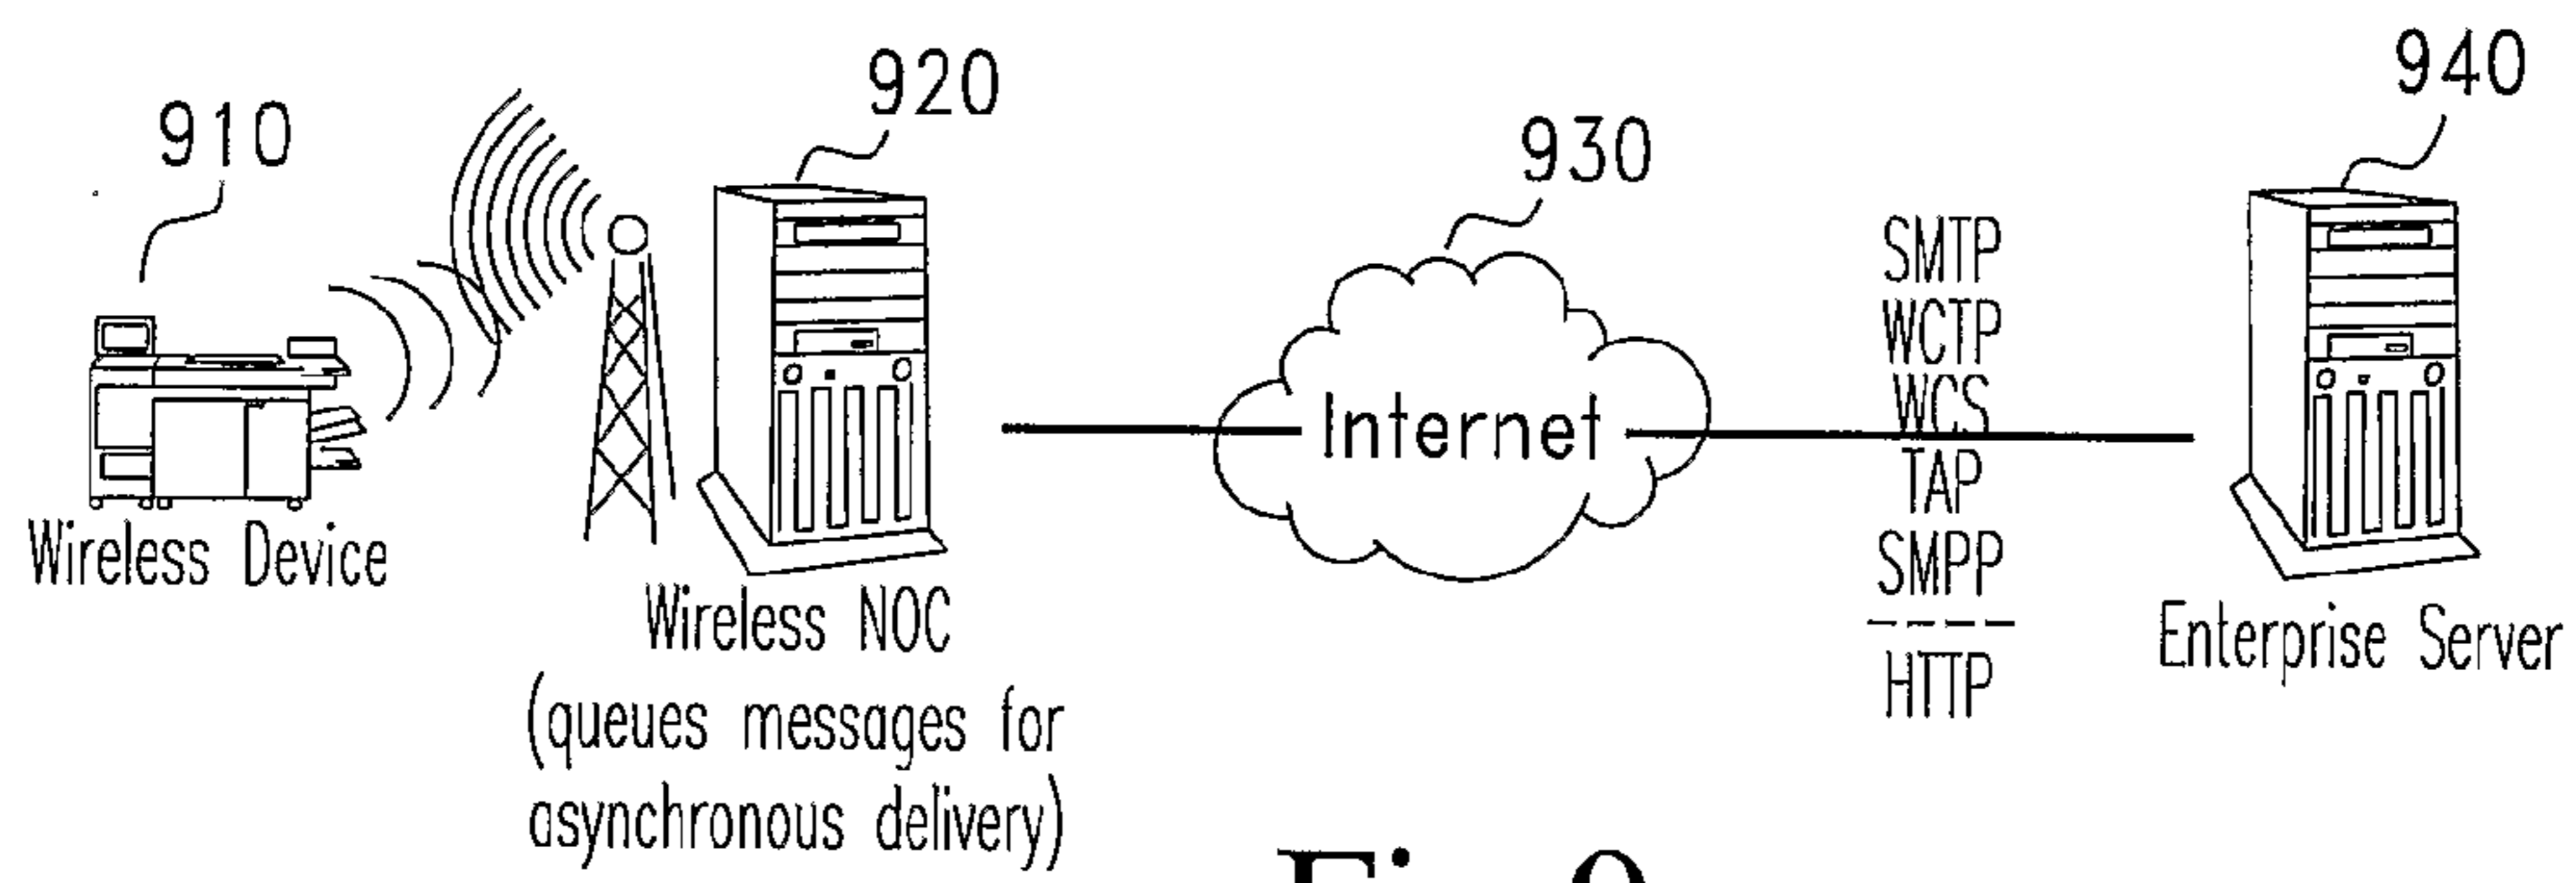 910
920
930
940
SMTP
WCTP
WCS
TAP
SMPP
HTTP
Internet
Wireless Device
Wireless NOC
(queues messages for
asynchronous delivery)
Enterprise Server